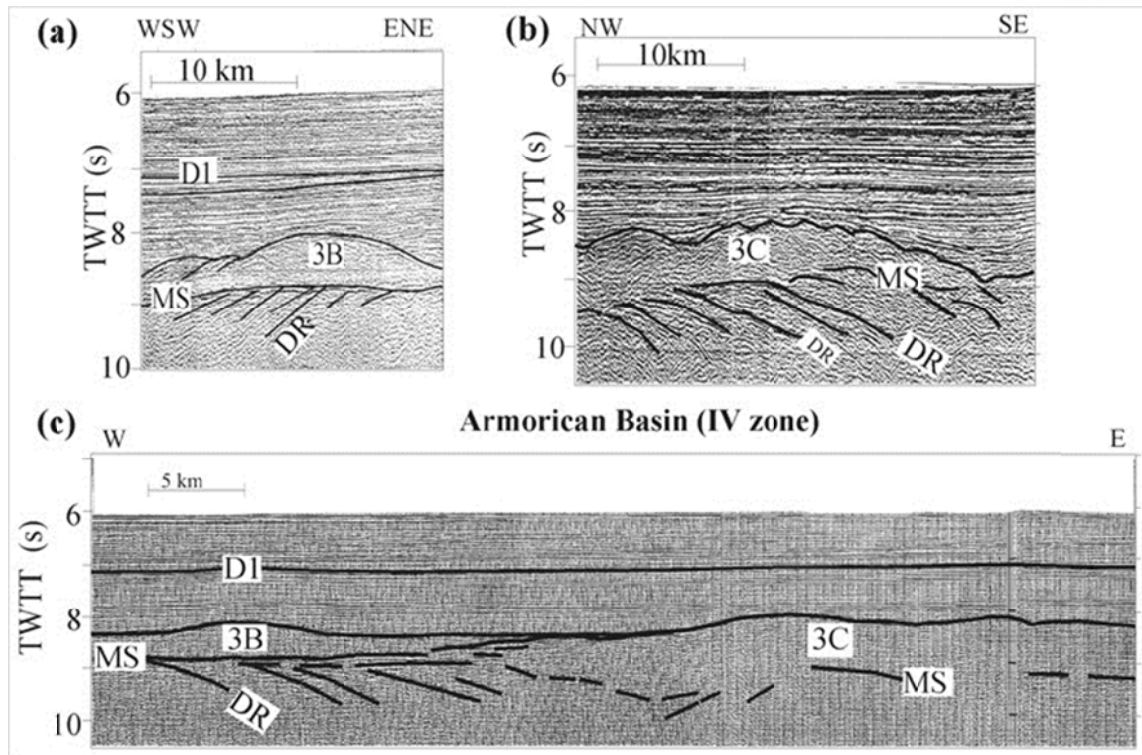 (a)
WSW ENE
10 km
6
D1
8
3B
MS
DR
10
TWTT (s)
(b)
NW SE
10km
6
8
3C
MS
DR
DR
10
TWTT (s)
(c)
Armorican Basin (IV zone)
W E
5 km
6
D1
8
3B
3C
MS
MS
DR
10
TWTT (s)